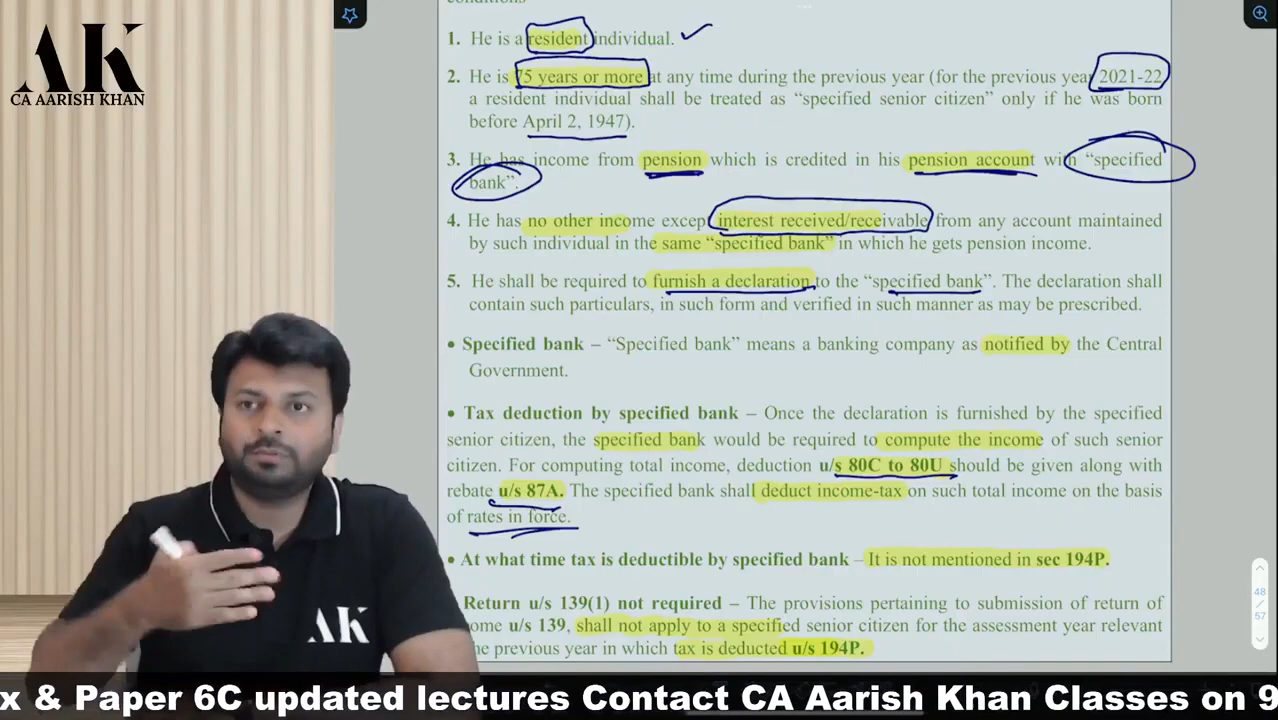 AK
CA AARISH KHAN
conditions
1. He is a resident individual.
2. He is 75 years or more at any time during the previous year (for the previous year 2021-22
a resident individual shall be treated as “specified senior citizen” only if he was born
before April 2, 1947).
3. He has income from pension which is credited in his pension account with “specified
bank”.
4. He has no other income except interest received/receivable from any account maintained
by such individual in the same “specified bank” in which he gets pension income.
5. He shall be required to furnish a declaration to the “specified bank”. The declaration shall
contain such particulars, in such form and verified in such manner as may be prescribed.
• Specified bank – “Specified bank” means a banking company as notified by the Central
Government.
• Tax deduction by specified bank – Once the declaration is furnished by the specified
senior citizen, the specified bank would be required to compute the income of such senior
citizen. For computing total income, deduction u/s 80C to 80U should be given along with
rebate u/s 87A. The specified bank shall deduct income-tax on such total income on the basis
of rates in force.
• At what time tax is deductible by specified bank – It is not mentioned in sec 194P.
Return u/s 139(1) not required – The provisions pertaining to submission of return of
ome u/s 139, shall not apply to a specified senior citizen for the assessment year relevant
he previous year in which tax is deducted u/s 194P.
48
/
57
AK
x & Paper 6C updated lectures Contact CA Aarish Khan Classes on 9